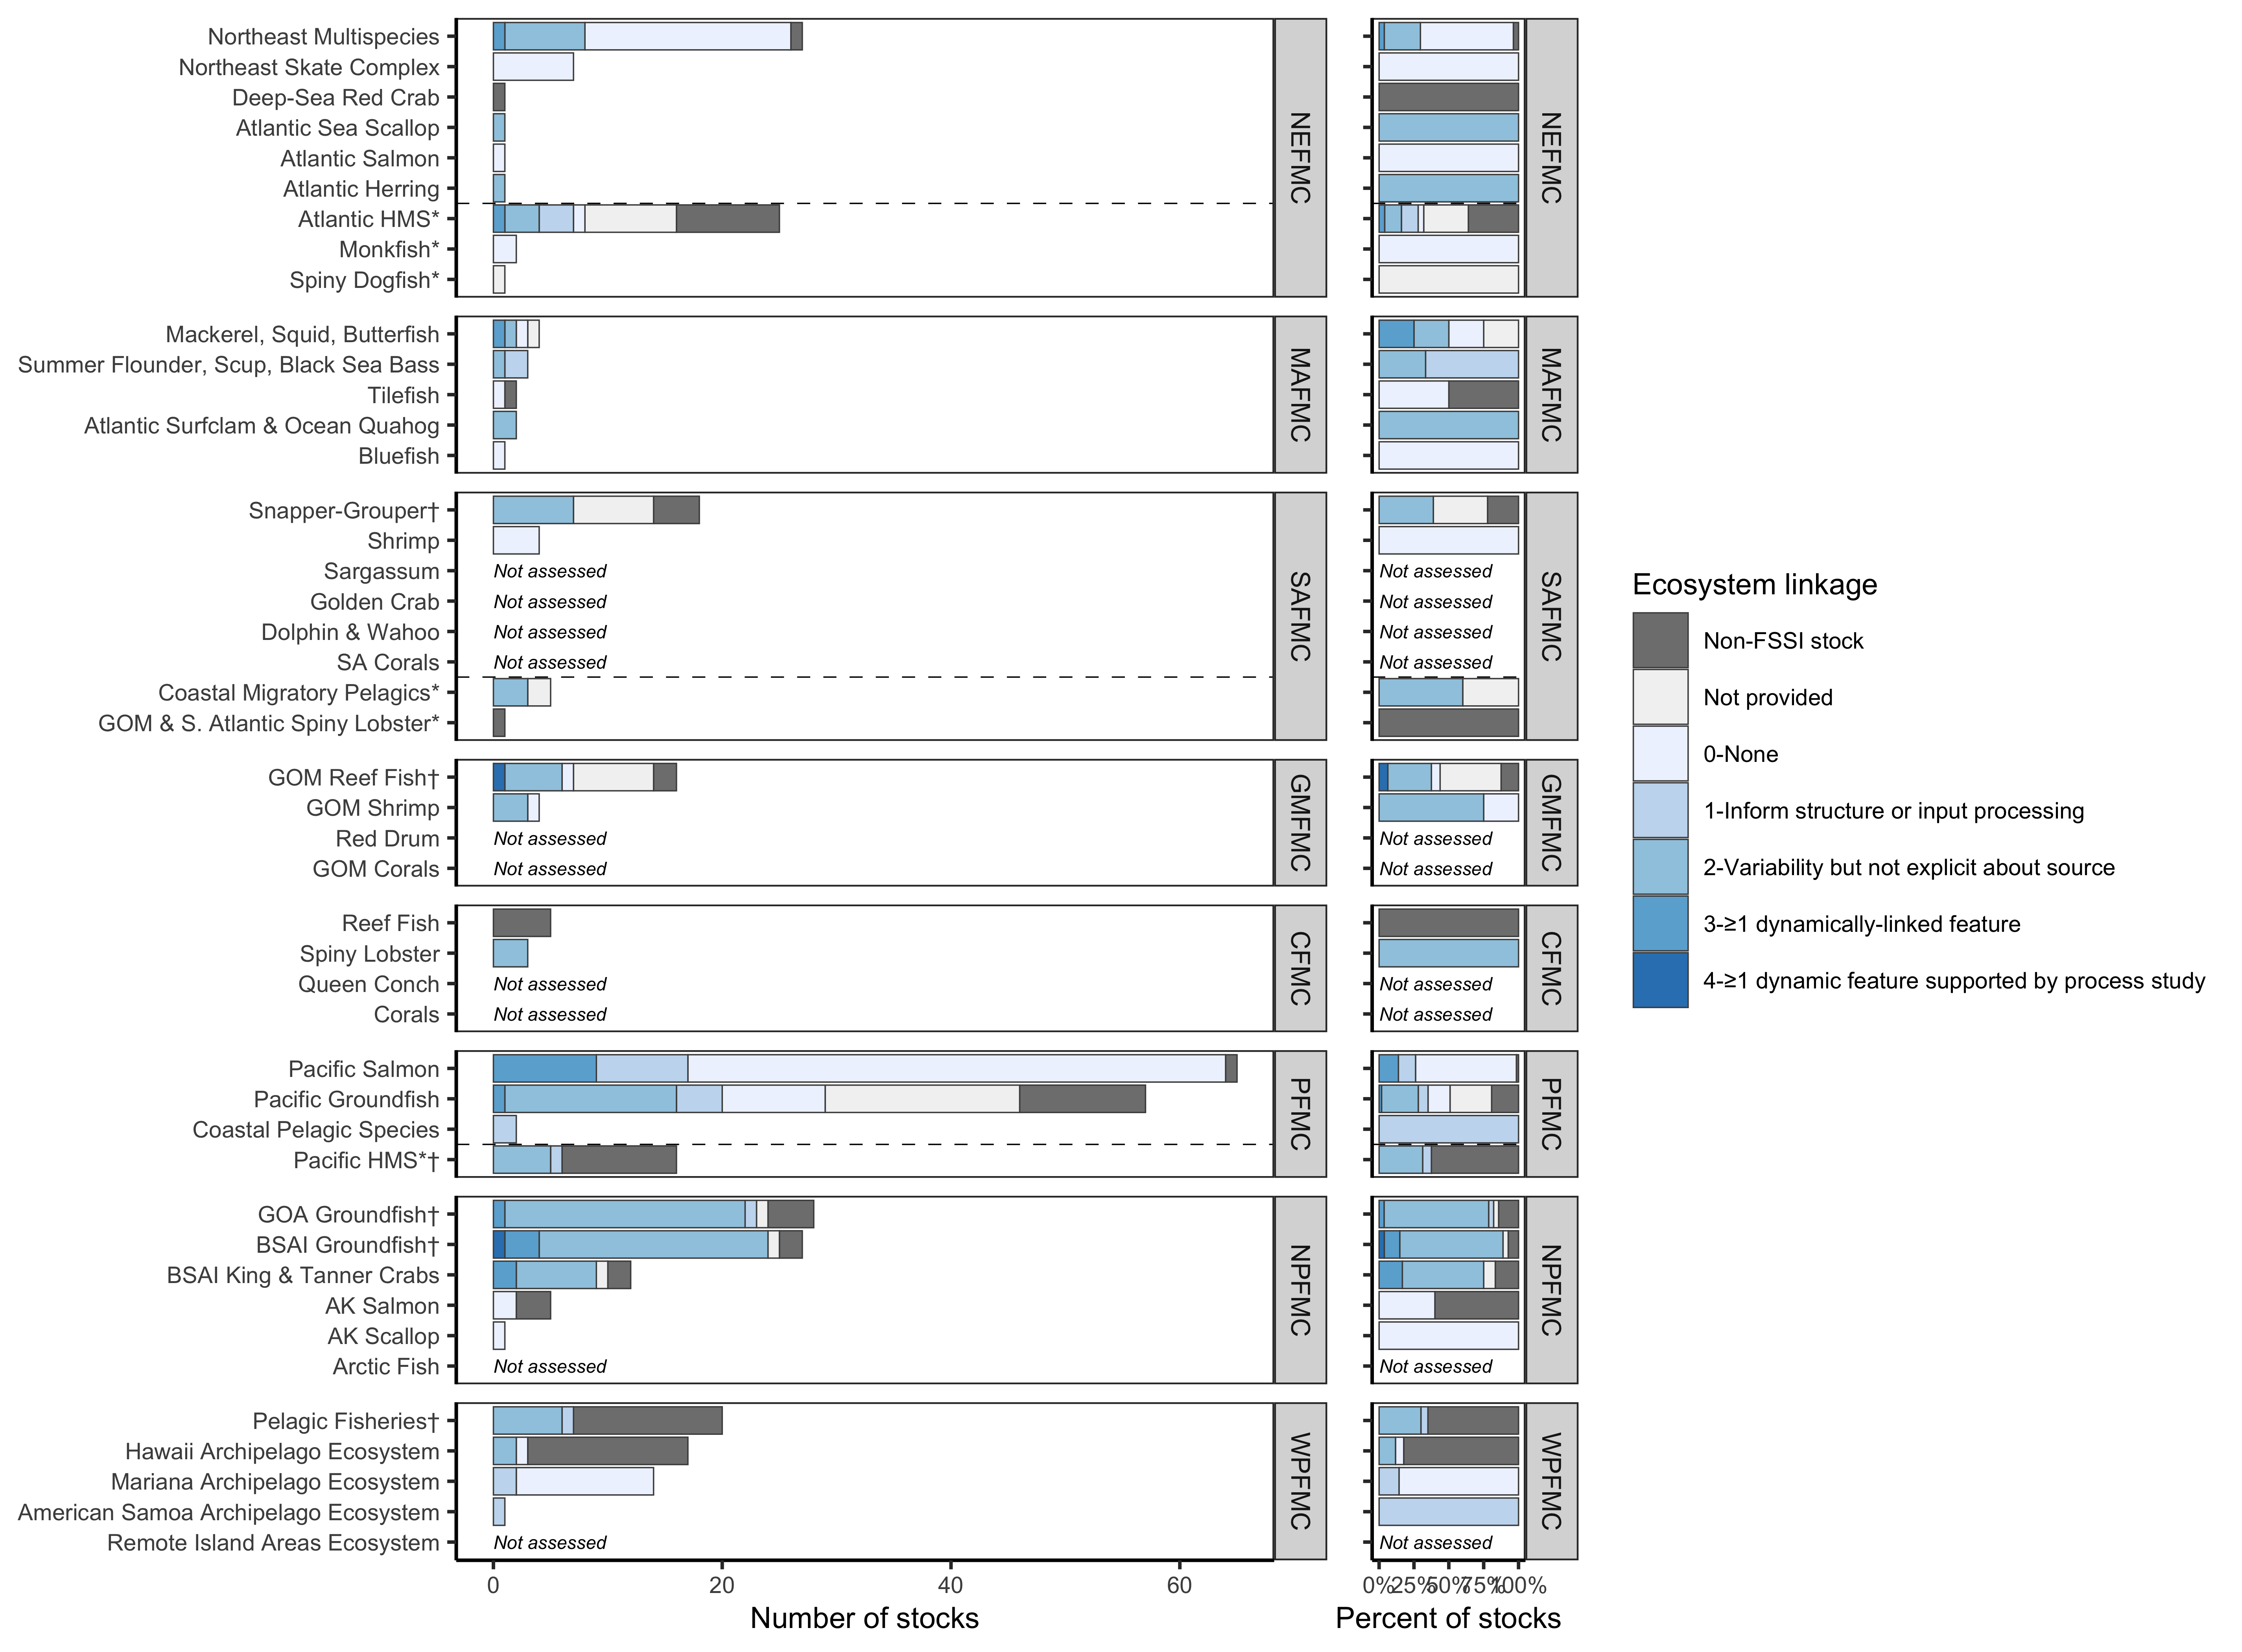 Northeast Multispecies
Northeast Skate Complex
Deep-Sea Red Crab
Atlantic Sea Scallop
Atlantic Salmon
Atlantic Herring
Atlantic HMS*
Monkfish*
Spiny Dogfish*
NEFMC
NEFMC
Mackerel, Squid, Butterfish
Summer Flounder, Scup, Black Sea Bass
Tilefish
Atlantic Surfclam & Ocean Quahog
Bluefish
MAFMC
MAFMC
Snapper-Grouper†
Shrimp
Sargassum Not assessed Not assessed
Golden Crab Not assessed Not assessed
Dolphin & Wahoo Not assessed Not assessed
SA Corals Not assessed Not assessed
Coastal Migratory Pelagics*
GOM & S. Atlantic Spiny Lobster*
SAFMC
SAFMC
GOM Reef Fish†
GOM Shrimp
Red Drum Not assessed Not assessed
GOM Corals Not assessed Not assessed
GMFMC
GMFMC
Reef Fish
Spiny Lobster
Queen Conch Not assessed Not assessed
Corals Not assessed Not assessed
CFMC
CFMC
Pacific Salmon
Pacific Groundfish
Coastal Pelagic Species
Pacific HMS*†
PFMC
PFMC
GOA Groundfish†
BSAI Groundfish†
BSAI King & Tanner Crabs
AK Salmon
AK Scallop
Arctic Fish Not assessed Not assessed
NPFMC
NPFMC
Pelagic Fisheries†
Hawaii Archipelago Ecosystem
Mariana Archipelago Ecosystem
American Samoa Archipelago Ecosystem
Remote Island Areas Ecosystem Not assessed Not assessed
WPFMC
WPFMC
0 20 40 60
Number of stocks
0% 25% 50% 75% 100%
Percent of stocks
Ecosystem linkage
Non-FSSI stock
Not provided
0-None
1-Inform structure or input processing
2-Variability but not explicit about source
3-≥1 dynamically-linked feature
4-≥1 dynamic feature supported by process study